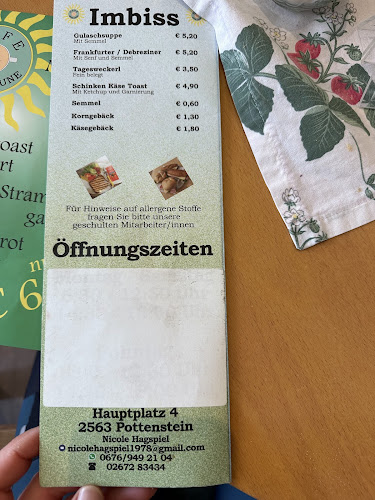 FE
UNE
oast
rt
Stram
ga
rot
€ 6
Imbiss
Gulaschsuppe € 5,20
Mit Semmel
Frankfurter / Debreziner € 5,20
Mit Senf und Semmel
Tagesweckerl € 3,50
Fein belegt
Schinken Käse Toast € 4,90
Mit Ketchup und Garnierung
Semmel € 0,60
Korngebäck € 1,30
Käsegebäck € 1,80
Für Hinweise auf allergene Stoffe
fragen Sie bitte unsere
geschulten Mitarbeiter/innen
Öffnungszeiten
Hauptplatz 4
2563 Pottenstein
Nicole Hagspiel
nicolehagspiel1978@gmail.com
0676/949 21 04
☎ 02672 83434